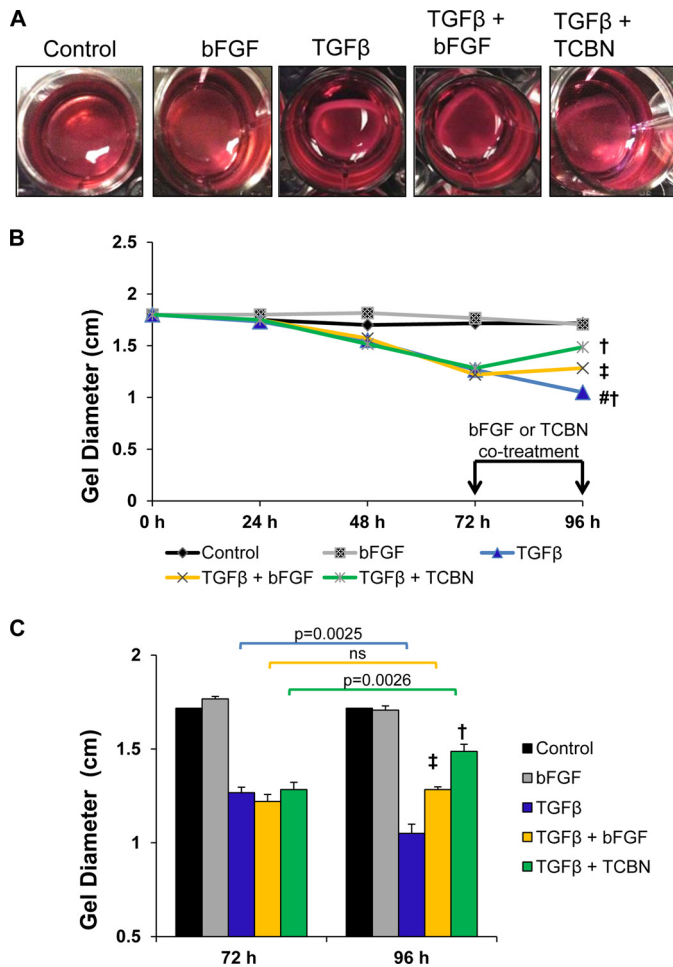 A
Control
bFGF
TGFβ
TGFβ +
bFGF
TGFβ +
TCBN
B
2.5
2
1.5
1
0.5
0
Gel Diameter (cm)
†
‡
#†
bFGF or TCBN
co-treatment
0 h 24 h 48 h 72 h 96 h
Control bFGF TGFβ
TGFβ + bFGF TGFβ + TCBN
C
p=0.0025
ns
p=0.0026
2
1.5
1
0.5
Gel Diameter (cm)
‡ †
72 h 96 h
Control
bFGF
TGFβ
TGFβ + bFGF
TGFβ + TCBN